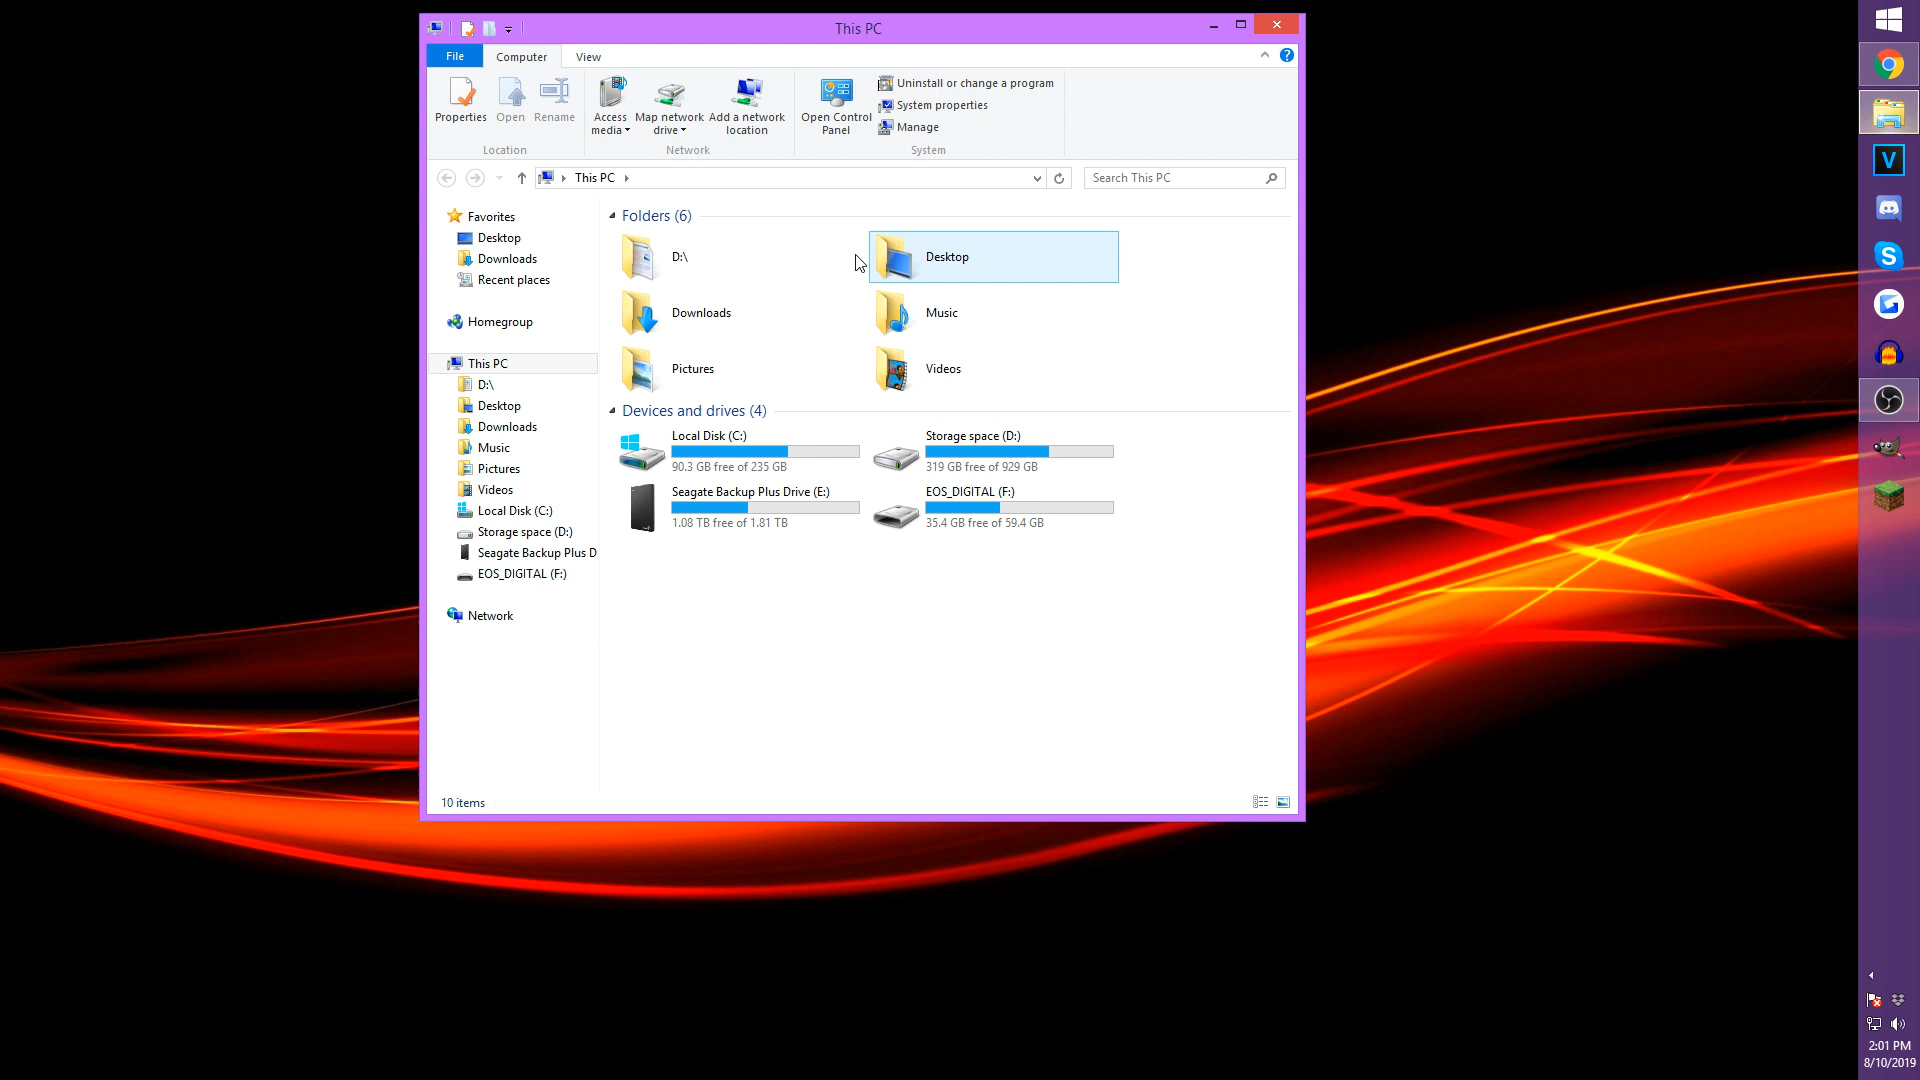 This PC
File
Computer
View
Properties
Open
Rename
Access media
Map network drive
Add a network location
Open Control Panel
Uninstall or change a program
System properties
Manage
Location
Network
System
This PC
Search This PC
Favorites
Desktop
Downloads
Recent places
Homegroup
This PC
D:\
Desktop
Downloads
Music
Pictures
Videos
Local Disk (C:)
Storage space (D:)
Seagate Backup Plus D
EOS_DIGITAL (F:)
Network
Folders (6)
D:\
Desktop
Downloads
Music
Pictures
Videos
Devices and drives (4)
Local Disk (C:)
90.3 GB free of 235 GB
Storage space (D:)
319 GB free of 929 GB
Seagate Backup Plus Drive (E:)
1.08 TB free of 1.81 TB
EOS_DIGITAL (F:)
35.4 GB free of 59.4 GB
10 items
V
S
2:01 PM
8/10/2019